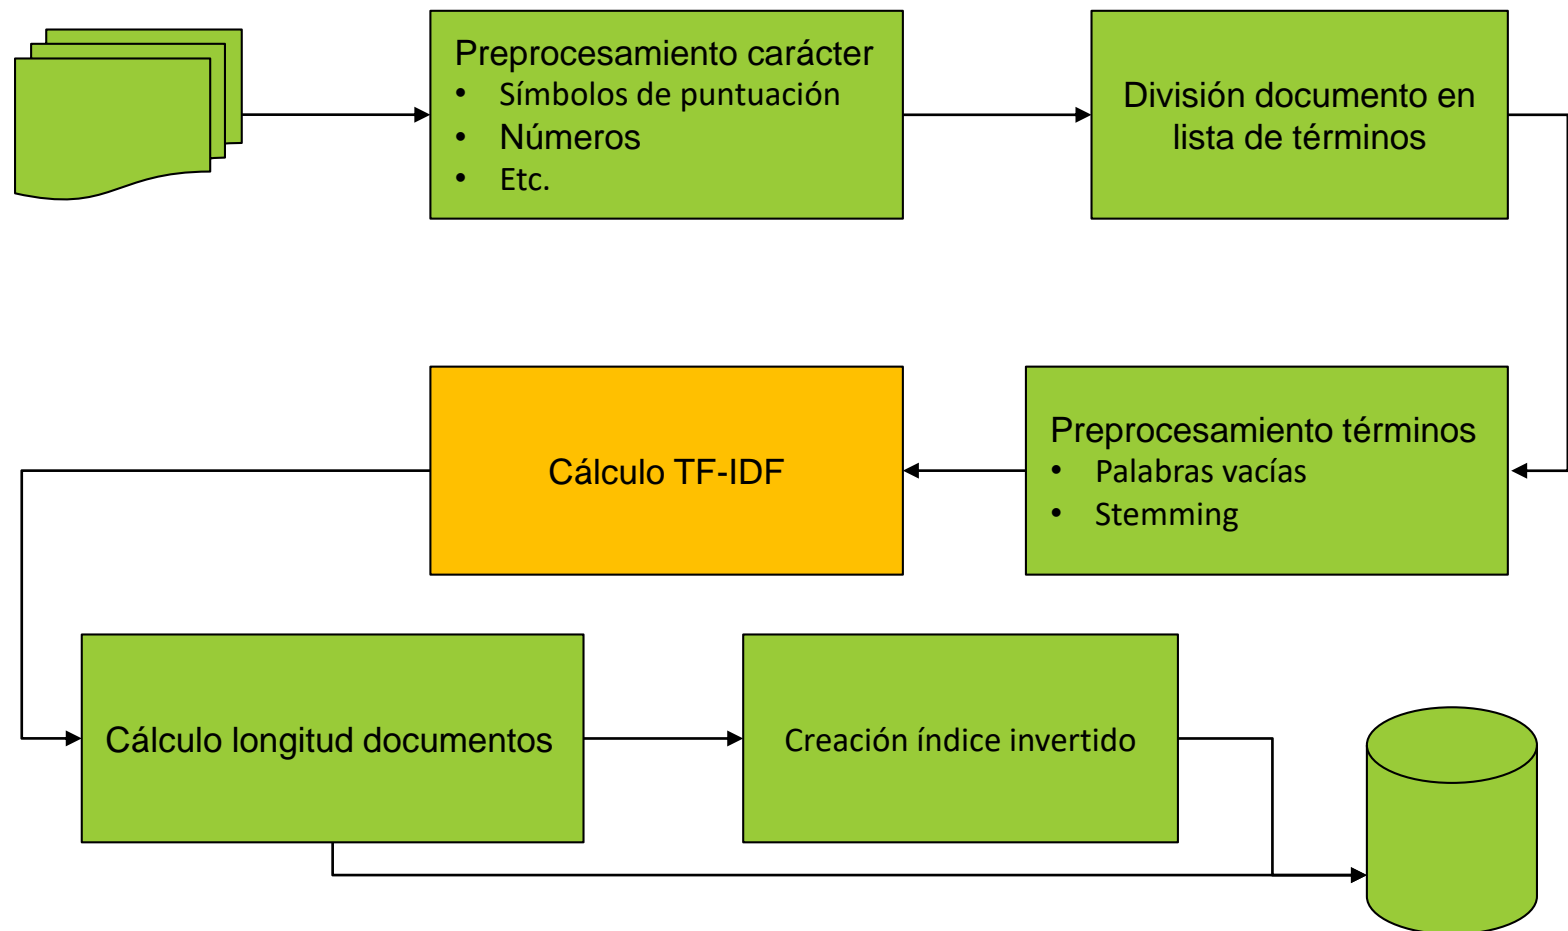 Preprocesamiento carácter
• Símbolos de puntuación
• Números
• Etc.
División documento en
lista de términos
Preprocesamiento términos
• Palabras vacías
• Stemming
Cálculo TF-IDF
Cálculo longitud documentos
Creación índice invertido